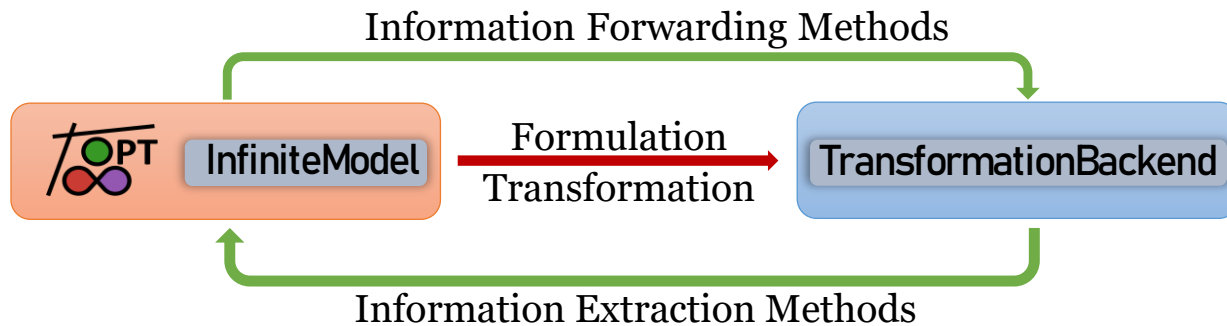 Information Forwarding Methods
OPT
InfiniteModel
Formulation
Transformation
TransformationBackend
Information Extraction Methods